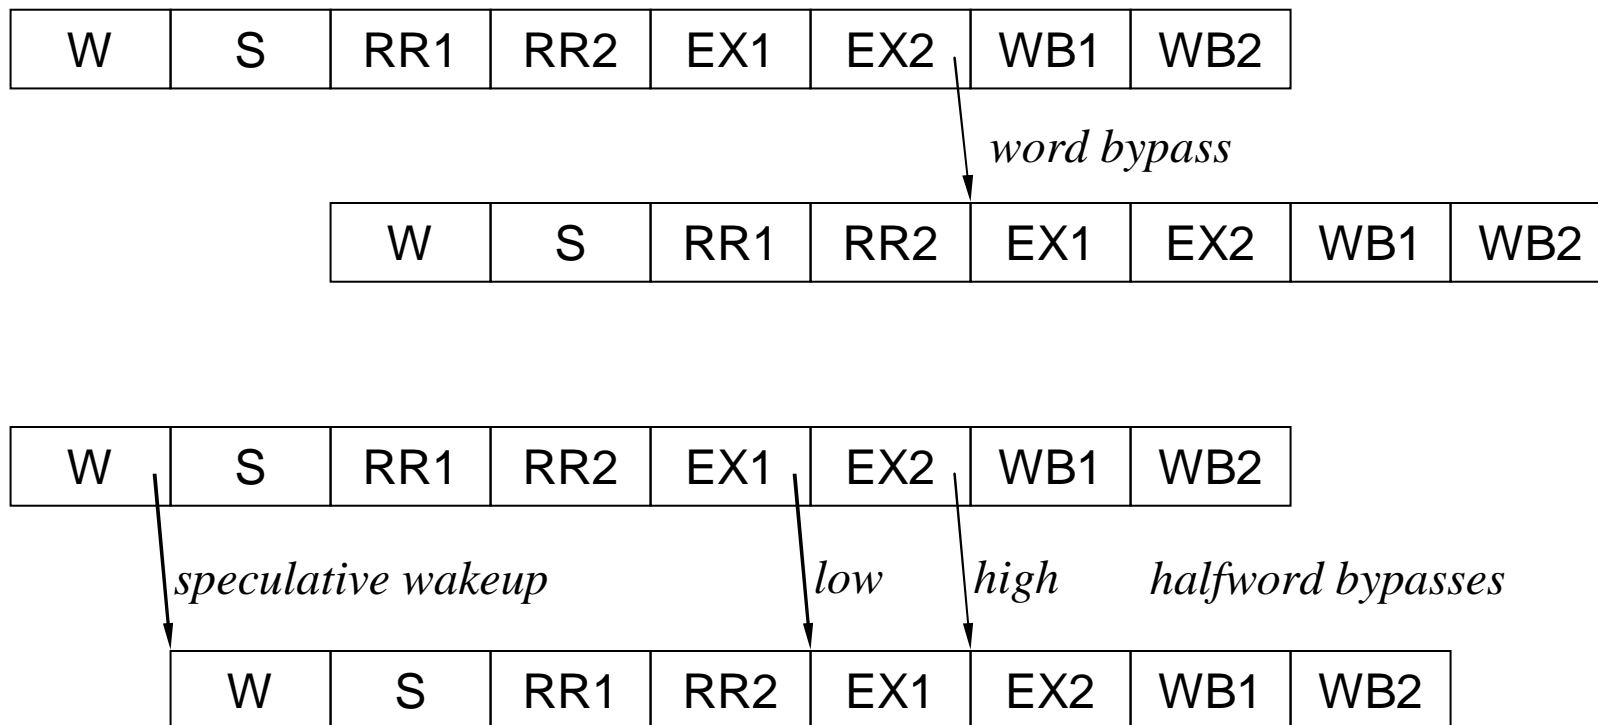 W S RR1 RR2 EX1 EX2 WB1 WB2
word bypass
W S RR1 RR2 EX1 EX2 WB1 WB2
W S RR1 RR2 EX1 EX2 WB1 WB2
speculative wakeup low high halfword bypasses
W S RR1 RR2 EX1 EX2 WB1 WB2